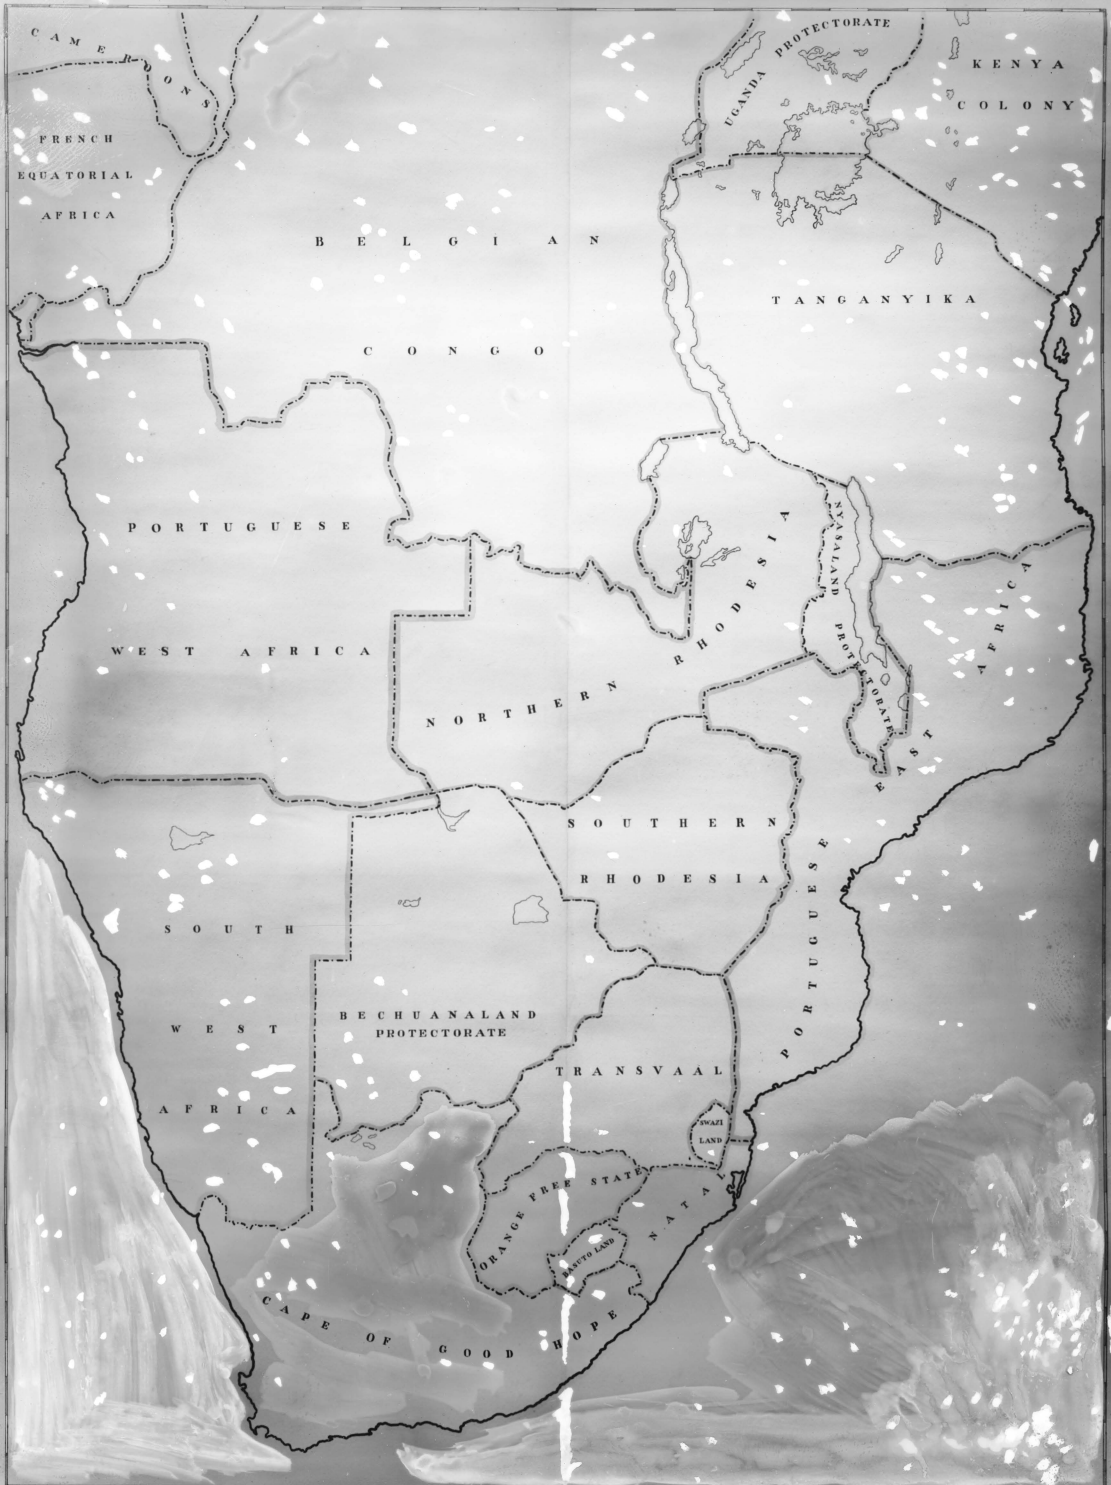 CAMEROONS
UGANDA PROTECTORATE
KENYA
COLONY
FRENCH
EQUATORIAL
AFRICA
BELGIAN
CONGO
TANGANYIKA
PORTUGUESE
WEST AFRICA
NORTHERN RHODESIA
NYASALAND PROTECTORATE
PORTUGUESE EAST AFRICA
SOUTHERN
RHODESIA
SOUTH
WEST
AFRICA
BECHUANALAND
PROTECTORATE
TRANSVAAL
SWAZI
LAND
ORANGE FREE STATE
NATAL
BASUTO LAND
CAPE OF GOOD HOPE